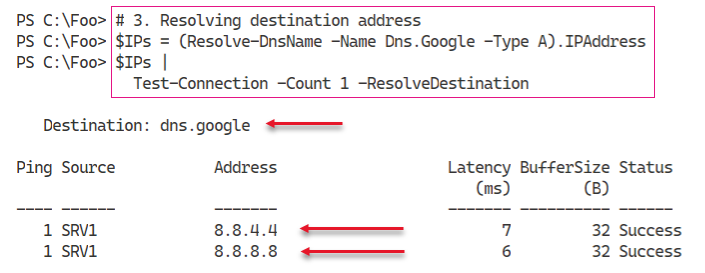 PS C:\Foo> # 3. Resolving destination address
PS C:\Foo> $IPs = (Resolve-DnsName -Name Dns.Google -Type A).IPAddress
PS C:\Foo> $IPs |
Test-Connection -Count 1 -ResolveDestination
Destination: dns.google
Ping Source Address Latency BufferSize Status
(ms) (B)
---- ------ ------- ------- ---------- ------
1 SRV1 8.8.4.4 7 32 Success
1 SRV1 8.8.8.8 6 32 Success